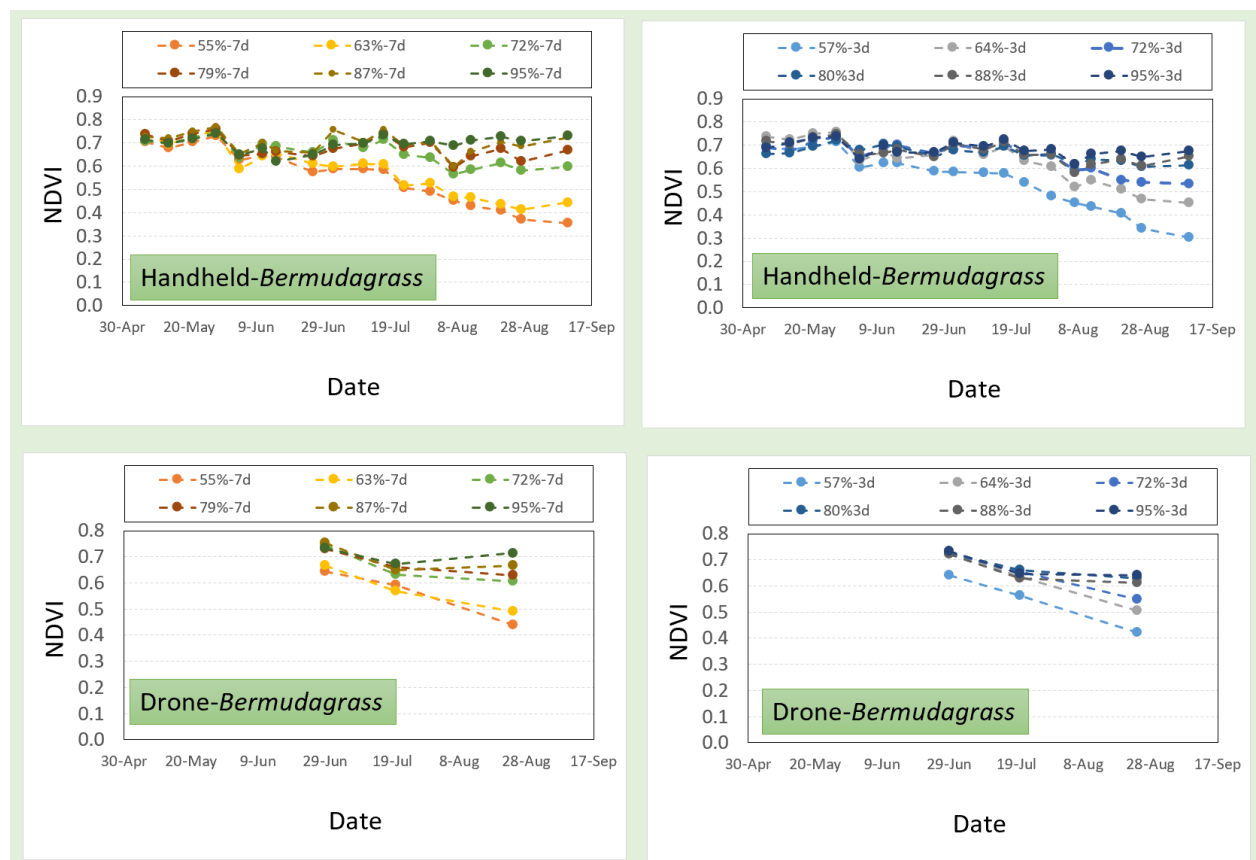 55%-7d 63%-7d 72%-7d
79%-7d 87%-7d 95%-7d
0.9
0.8
0.7
0.6
0.5
0.4
0.3
0.2
0.1
0.0
NDVI
Handheld-Bermudagrass
30-Apr 20-May 9-Jun 29-Jun 19-Jul 8-Aug 28-Aug 17-Sep
Date
57%-3d 64%-3d 72%-3d
80%3d 88%-3d 95%-3d
0.9
0.8
0.7
0.6
0.5
0.4
0.3
0.2
0.1
0.0
NDVI
Handheld-Bermudagrass
30-Apr 20-May 9-Jun 29-Jun 19-Jul 8-Aug 28-Aug 17-Sep
Date
55%-7d 63%-7d 72%-7d
79%-7d 87%-7d 95%-7d
0.8
0.7
0.6
0.5
0.4
0.3
0.2
0.1
0.0
NDVI
Drone-Bermudagrass
30-Apr 20-May 9-Jun 29-Jun 19-Jul 8-Aug 28-Aug 17-Sep
Date
57%-3d 64%-3d 72%-3d
80%3d 88%-3d 95%-3d
0.8
0.7
0.6
0.5
0.4
0.3
0.2
0.1
0.0
NDVI
Drone-Bermudagrass
30-Apr 20-May 9-Jun 29-Jun 19-Jul 8-Aug 28-Aug 17-Sep
Date